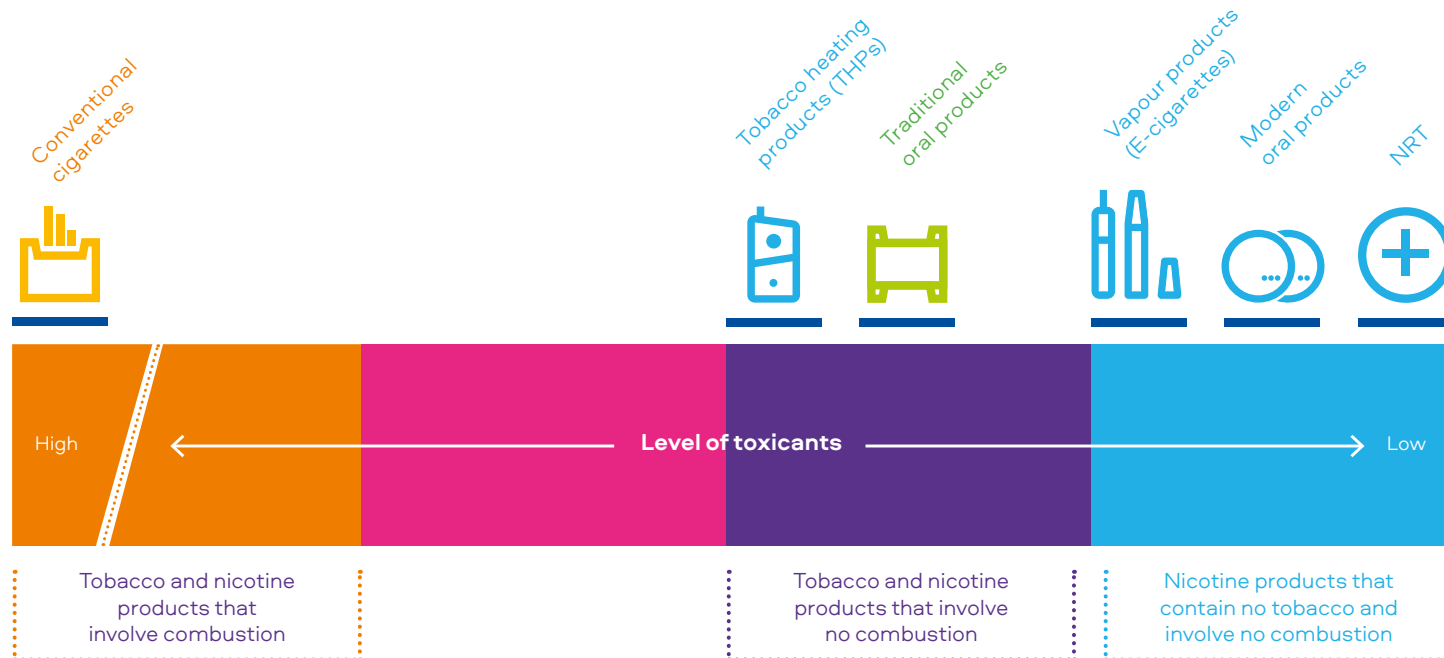 Conventional
cigarettes
Tobacco heating
products (THPs)
Traditional
oral products
Vapour products
(E-cigarettes)
Modern
oral products
NRT
High
Level of toxicants
Low
Tobacco and nicotine
products that
involve combustion
Tobacco and nicotine
products that involve
no combustion
Nicotine products that
contain no tobacco and
involve no combustion